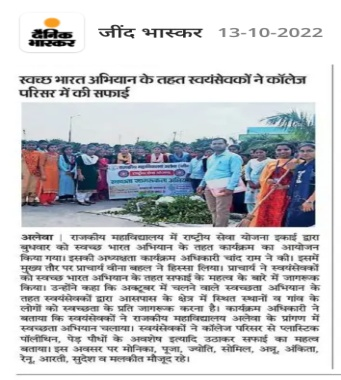 दैनिक
भास्कर
जींद भास्कर 13-10-2022
स्वच्छ भारत अभियान के तहत स्वयंसेवकों ने कॉलेज
परिसर में की सफाई
अलेवा | राजकीय महाविद्यालय में राष्ट्रीय सेवा योजना इकाई द्वारा
बुधवार को स्वच्छ भारत अभियान के तहत कार्यक्रम का आयोजन
किया गया। इसकी अध्यक्षता कार्यक्रम अधिकारी चांद राम ने की। इसमें
मुख्य तौर पर प्राचार्य वीना बहल ने हिस्सा लिया। प्राचार्य ने स्वयंसेवकों
को स्वच्छ भारत अभियान के तहत सफाई के महत्व के बारे में जागरूक
किया। उन्होंने कहा कि अक्टूबर में चलने वाले स्वच्छता अभियान के
तहत स्वयंसेवकों द्वारा आसपास के क्षेत्र में स्थित स्थानों व गांव के
लोगों को स्वच्छता के प्रति जागरूक करना है। कार्यक्रम अधिकारी ने
बताया कि स्वयंसेवकों ने राजकीय महाविद्यालय अलेवा के प्रांगण में
स्वच्छता अभियान चलाया। स्वयंसेवकों ने कॉलेज परिसर से प्लास्टिक
पॉलीथिन, पेड़ पौधों के अवशेष इत्यादि उठाकर सफाई का महत्व
बताया। इस अवसर पर मोनिका, पूजा, ज्योति, सोमिल, अन्नू, अंकिता,
रेनू, आरती, सुदेश व मलकीत मौजूद रहे।